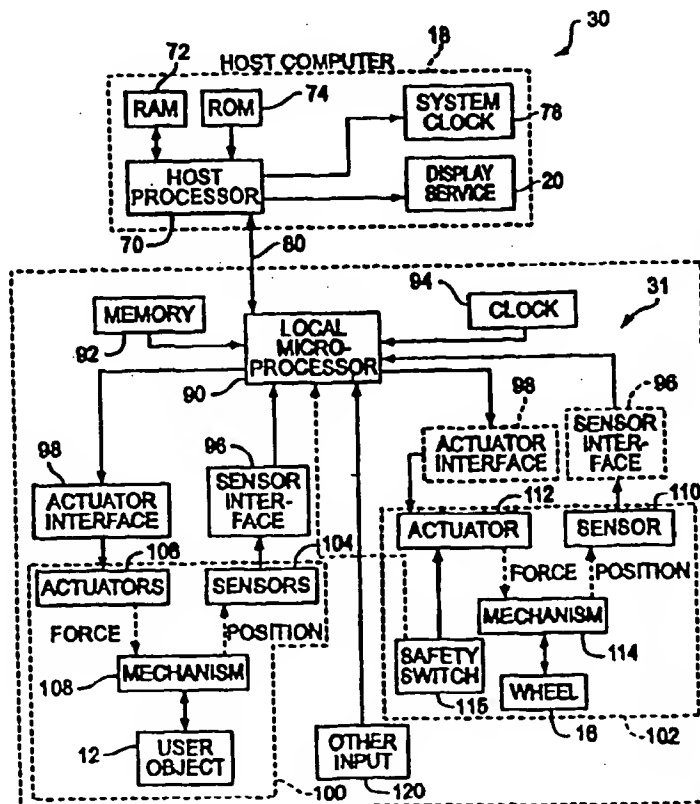 30
18
HOST COMPUTER
72
74
RAM
ROM
SYSTEM
CLOCK
78
HOST
PROCESSOR
DISPLAY
SERVICE
20
70
80
94
31
MEMORY
92
LOCAL
MICRO-
PROCESSOR
90
CLOCK
98
ACTUATOR
INTERFACE
96
SENSOR
INTER-
FACE
98
ACTUATOR
INTERFACE
96
SENSOR
INTER-
FACE
112
110
ACTUATOR
SENSOR
106
104
ACTUATORS
SENSORS
FORCE
POSITION
FORCE
POSITION
MECHANISM
114
108
MECHANISM
SAFETY
SWITCH
115
WHEEL
16
102
12
USER
OBJECT
100
OTHER
INPUT
120